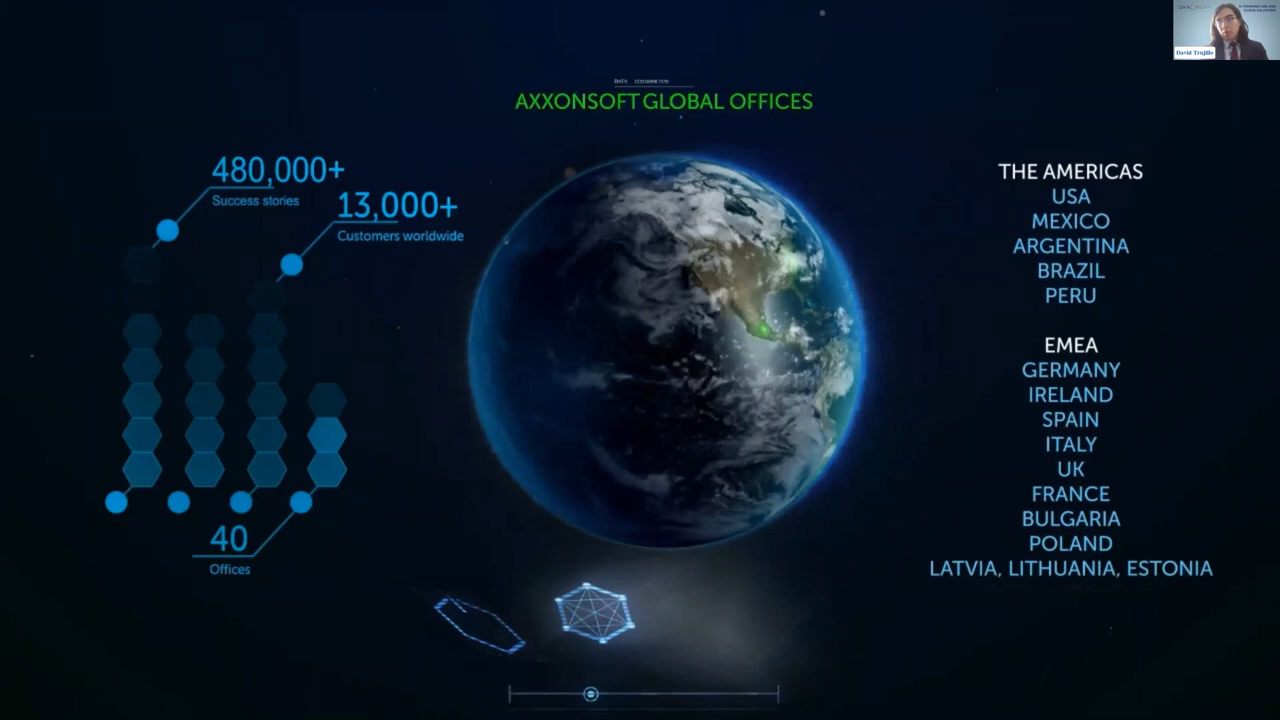 AXXONSOFT GLOBAL OFFICES
480,000+
Success stories
13,000+
Customers worldwide
40
Offices
THE AMERICAS
USA
MEXICO
ARGENTINA
BRAZIL
PERU
EMEA
GERMANY
IRELAND
SPAIN
ITALY
UK
FRANCE
BULGARIA
POLAND
LATVIA, LITHUANIA, ESTONIA
David Trujillo